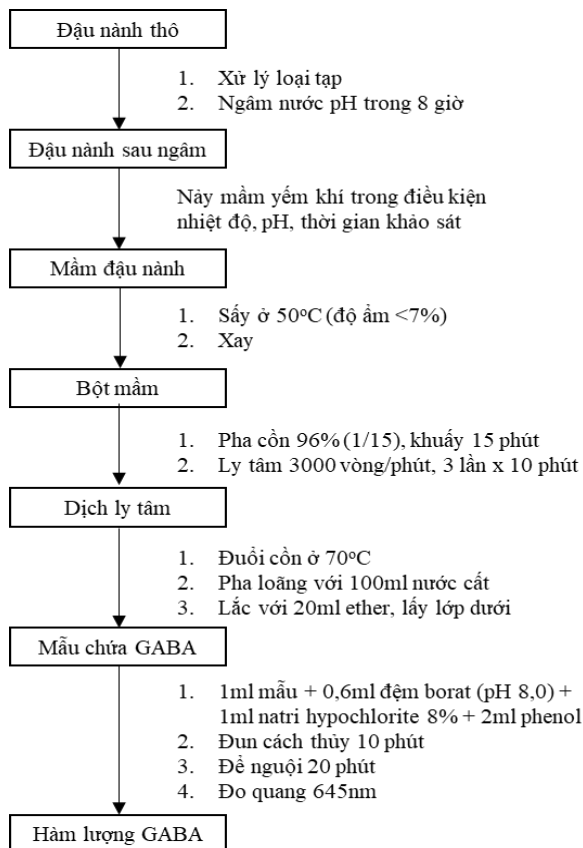 Đậu nành thô
1. Xử lý loại tạp
2. Ngâm nước pH trong 8 giờ
Đậu nành sau ngâm
Nảy mầm yếm khí trong điều kiện
nhiệt độ, pH, thời gian khảo sát
Mầm đậu nành
1. Sấy ở 50°C (độ ẩm <7%)
2. Xay
Bột mầm
1. Pha cồn 96% (1/15), khuấy 15 phút
2. Ly tâm 3000 vòng/phút, 3 lần x 10 phút
Dịch ly tâm
1. Đuổi cồn ở 70°C
2. Pha loãng với 100ml nước cất
3. Lắc với 20ml ether, lấy lớp dưới
Mẫu chứa GABA
1. 1ml mẫu + 0,6ml đệm borat (pH 8,0) +
1ml natri hypochlorite 8% + 2ml phenol
2. Đun cách thủy 10 phút
3. Để nguội 20 phút
4. Đo quang 645nm
Hàm lượng GABA